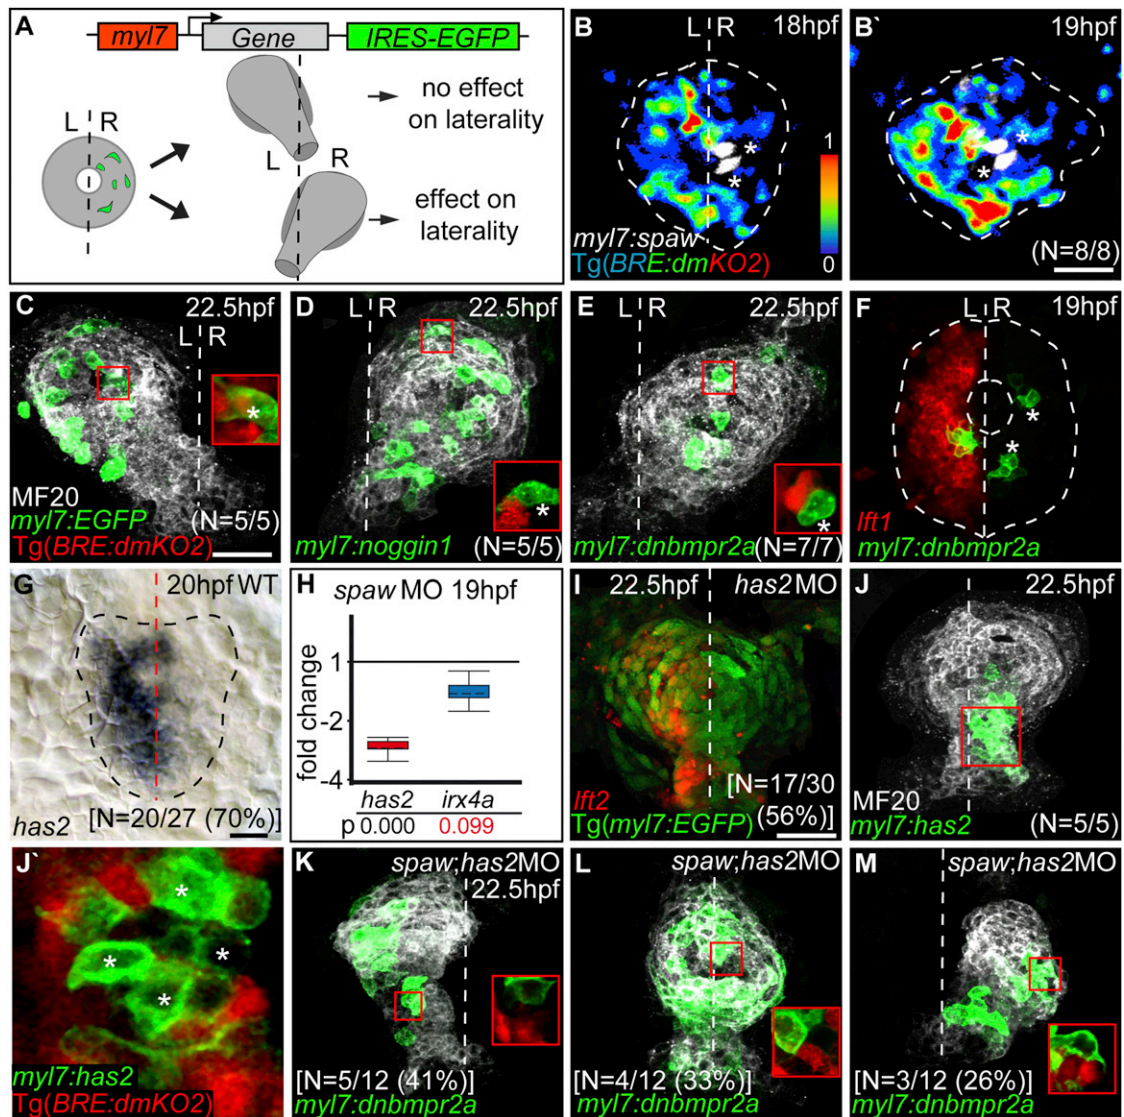 A
myl7
Gene
IRES-EGFP
L
R
L
R
no effect
on laterality
effect on
laterality
B
L
R
18hpf
*
*
1
0
myl7:spaw
Tg(BRE:dmKO2)
B`
19hpf
*
*
(N=8/8)
C
22.5hpf
L
R
*
MF20
myl7:EGFP
(N=5/5)
Tg(BRE:dmKO2)
D
L
R
22.5hpf
*
myl7:noggin1
(N=5/5)
E
L
R
22.5hpf
*
myl7:dnbmpr2a
(N=7/7)
F
L
R
19hpf
*
*
lft1
myl7:dnbmpr2a
G
20hpf WT
[N=20/27 (70%)]
has2
H
spaw MO 19hpf
fold change
1
-2
-4
has2
irx4a
p
0.000
0.099
I
22.5hpf
has2MO
lft2
[N=17/30
Tg(myl7:EGFP)
(56%)]
J
22.5hpf
MF20
myl7:has2
(N=5/5)
J`
*
*
*
*
myl7:has2
Tg(BRE:dmKO2)
K
spaw;has2MO
22.5hpf
[N=5/12 (41%)]
myl7:dnbmpr2a
L
spaw;has2MO
[N=4/12 (33%)]
myl7:dnbmpr2a
M
spaw;has2MO
[N=3/12 (26%)]
myl7:dnbmpr2a